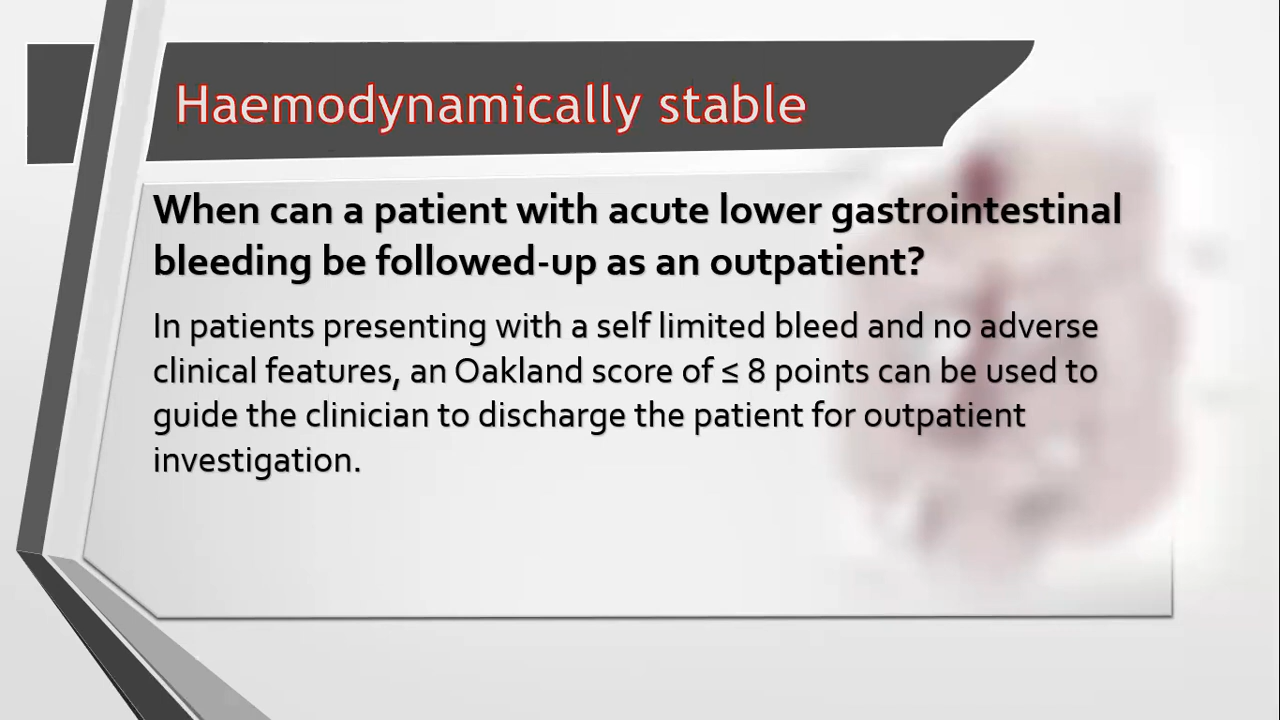 Haemodynamically stable
When can a patient with acute lower gastrointestinal
bleeding be followed-up as an outpatient?
In patients presenting with a self limited bleed and no adverse
clinical features, an Oakland score of ≤ 8 points can be used to
guide the clinician to discharge the patient for outpatient
investigation.